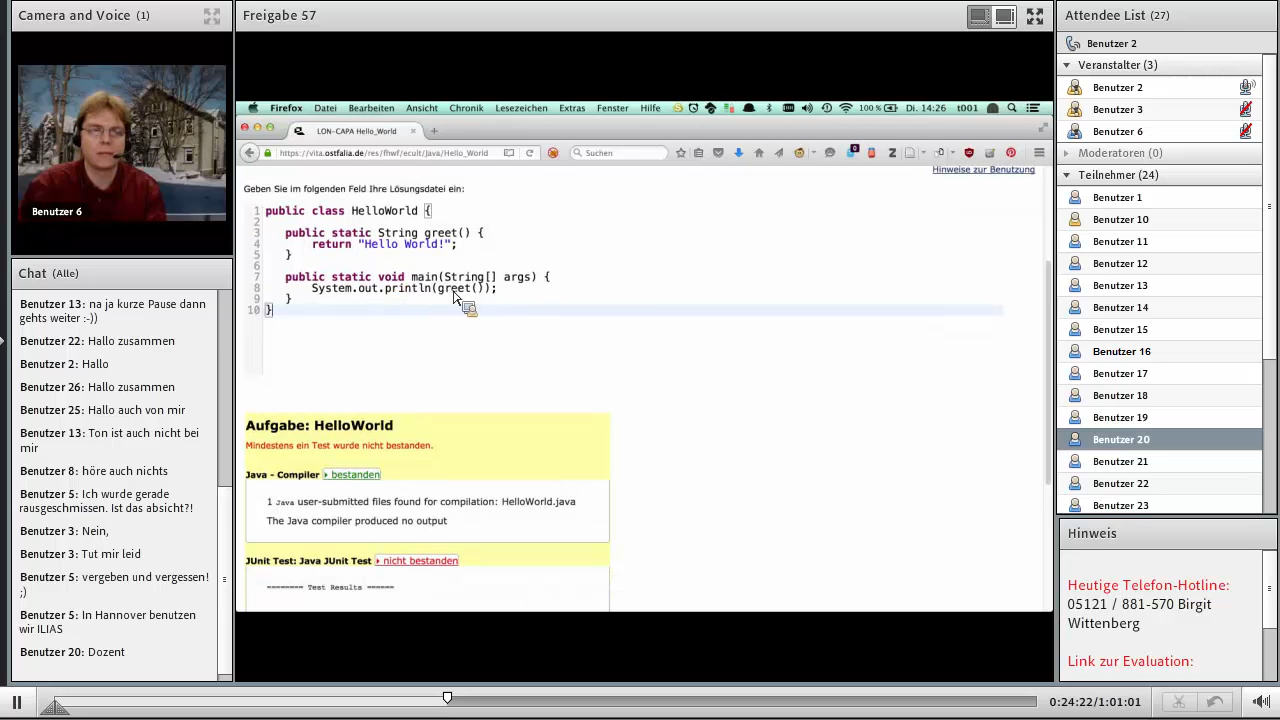 Camera and Voice (1)
Benutzer 6
Chat (Alle)
Benutzer 13: na ja kurze Pause dann
gehts weiter :-))
Benutzer 22: Hallo zusammen
Benutzer 2: Hallo
Benutzer 26: Hallo zusammen
Benutzer 25: Hallo auch von mir
Benutzer 13: Ton ist auch nicht bei
mir
Benutzer 8: höre auch nichts
Benutzer 5: Ich wurde gerade
rausgeschmissen. Ist das absicht?!
Benutzer 3: Nein,
Benutzer 3: Tut mir leid
Benutzer 5: vergeben und vergessen!
;)
Benutzer 5: In Hannover benutzen
wir ILIAS
Benutzer 20: Dozent
Freigabe 57
Firefox Datei Bearbeiten Ansicht Chronik Lesezeichen Extras Fenster Hilfe 100 % Di. 14:26 t001
LON-CAPA Hello_World
https://vita.ostfalia.de/res/fhwf/ecult/Java/Hello_World
Suchen
0
Hinweise zur Benutzung
Geben Sie im folgenden Feld Ihre Lösungsdatei ein:
1 public class HelloWorld {
2
3 public static String greet() {
4 return "Hello World!";
5 }
6
7 public static void main(String[] args) {
8 System.out.println(greet());
9 }
10 }
Aufgabe: HelloWorld
Mindestens ein Test wurde nicht bestanden.
Java - Compiler bestanden
1 Java user-submitted files found for compilation: HelloWorld.java
The Java compiler produced no output
JUnit Test: Java JUnit Test nicht bestanden
======== Test Results ======
Attendee List (27)
Benutzer 2
Veranstalter (3)
Benutzer 2
Benutzer 3
Benutzer 6
Moderatoren (0)
Teilnehmer (24)
Benutzer 1
Benutzer 10
Benutzer 11
Benutzer 12
Benutzer 13
Benutzer 14
Benutzer 15
Benutzer 16
Benutzer 17
Benutzer 18
Benutzer 19
Benutzer 20
Benutzer 21
Benutzer 22
Benutzer 23
Hinweis
Heutige Telefon-Hotline:
05121 / 881-570 Birgit
Wittenberg
Link zur Evaluation:
0:24:22/1:01:01